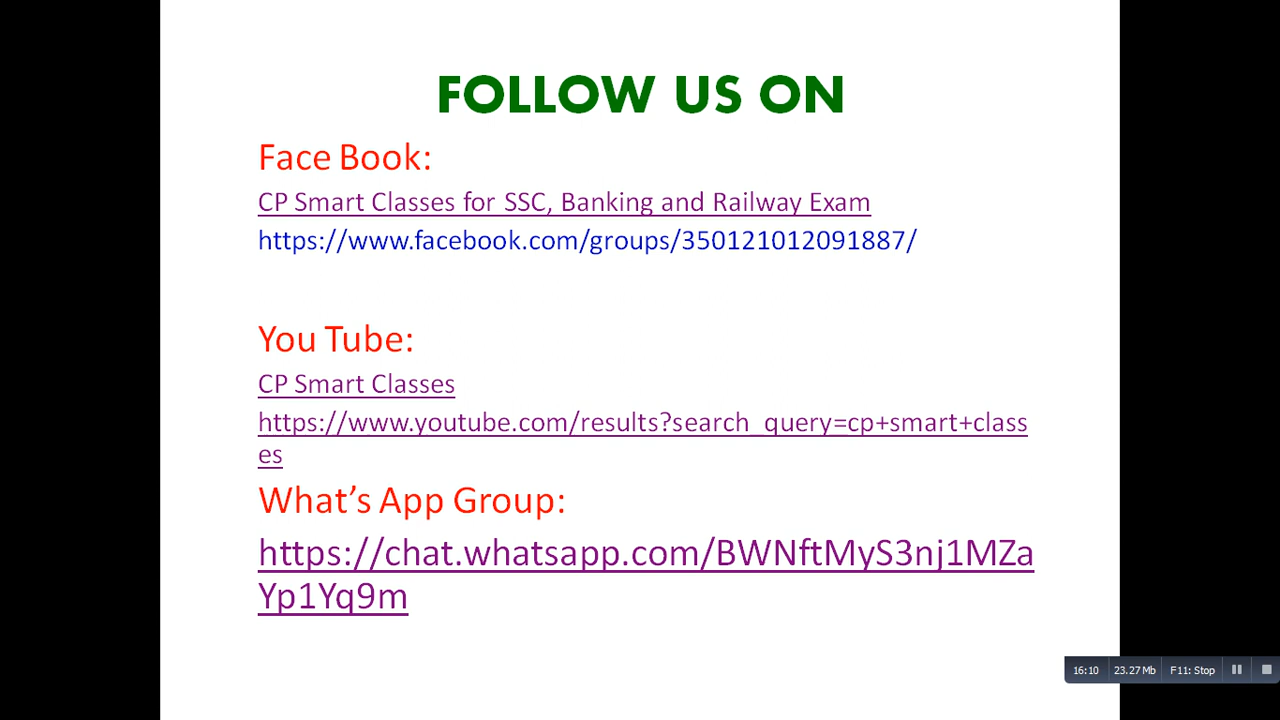 FOLLOW US ON
Face Book:
CP Smart Classes for SSC, Banking and Railway Exam
https://www.facebook.com/groups/350121012091887/
You Tube:
CP Smart Classes
https://www.youtube.com/results?search_query=cp+smart+class
es
What’s App Group:
https://chat.whatsapp.com/BWNftMyS3nj1MZa
Yp1Yq9m
16:10 23.27 Mb F11: Stop